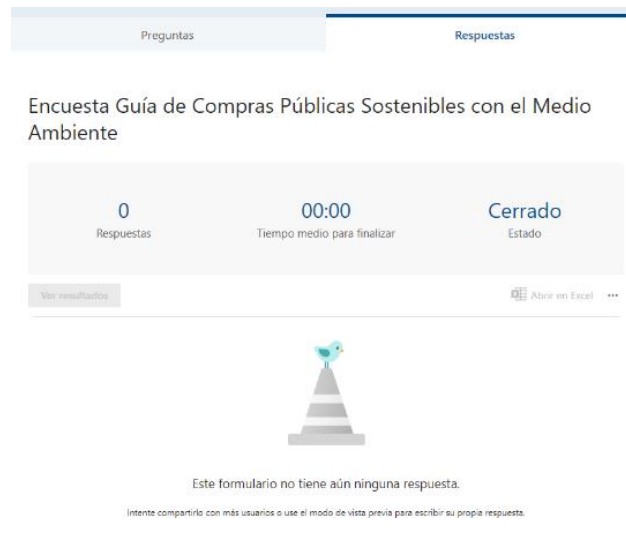 Preguntas
Respuestas
Encuesta Guía de Compras Públicas Sostenibles con el Medio
Ambiente
0
Respuestas
00:00
Tiempo medio para finalizar
Cerrado
Estado
Ver resultados
Abrir en Excel
Este formulario no tiene aún ninguna respuesta.
Intente compartirlo con más usuarios o use el modo de vista previa para escribir su propia respuesta.